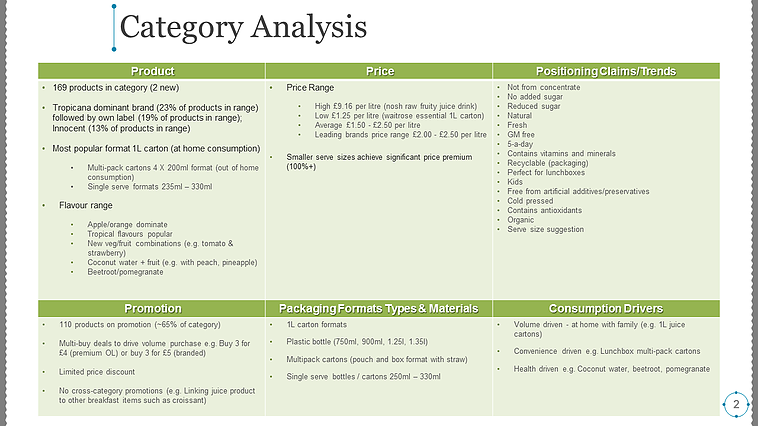 Category Analysis
Product
• 169 products in category (2 new)
• Tropicana dominant brand (23% of products in range)
followed by own label (19% of products in range);
Innocent (13% of products in range)
• Most popular format 1L carton (at home consumption)
• Multi-pack cartons 4 X 200ml format (out of home
consumption)
• Single serve formats 235ml – 330ml
• Flavour range
• Apple/orange dominate
• Tropical flavours popular
• New veg/fruit combinations (e.g. tomato &
strawberry)
• Coconut water + fruit (e.g. with peach, pineapple)
• Beetroot/pomegranate
Price
• Price Range
• High £9.16 per litre (nosh raw fruity juice drink)
• Low £1.25 per litre (waitrose essential 1L carton)
• Average £1.50 - £2.50 per litre
• Leading brands price range £2.00 - £2.50 per litre
• Smaller serve sizes achieve significant price premium
(100%+)
Positioning Claims/Trends
• Not from concentrate
• No added sugar
• Reduced sugar
• Natural
• Fresh
• GM free
• 5-a-day
• Contains vitamins and minerals
• Recyclable (packaging)
• Perfect for lunchboxes
• Kids
• Free from artificial additives/preservatives
• Cold pressed
• Contains antioxidants
• Organic
• Serve size suggestion
Promotion
• 110 products on promotion (~65% of category)
• Multi-buy deals to drive volume purchase e.g. Buy 3 for
£4 (premium OL) or buy 3 for £5 (branded)
• Limited price discount
• No cross-category promotions (e.g. Linking juice product
to other breakfast items such as croissant)
Packaging Formats Types & Materials
• 1L carton formats
• Plastic bottle (750ml, 900ml, 1.25l, 1.35l)
• Multipack cartons (pouch and box format with straw)
• Single serve bottles / cartons 250ml – 330ml
Consumption Drivers
• Volume driven - at home with family (e.g. 1L juice
cartons)
• Convenience driven e.g. Lunchbox multi-pack cartons
• Health driven e.g. Coconut water, beetroot, pomegranate
2